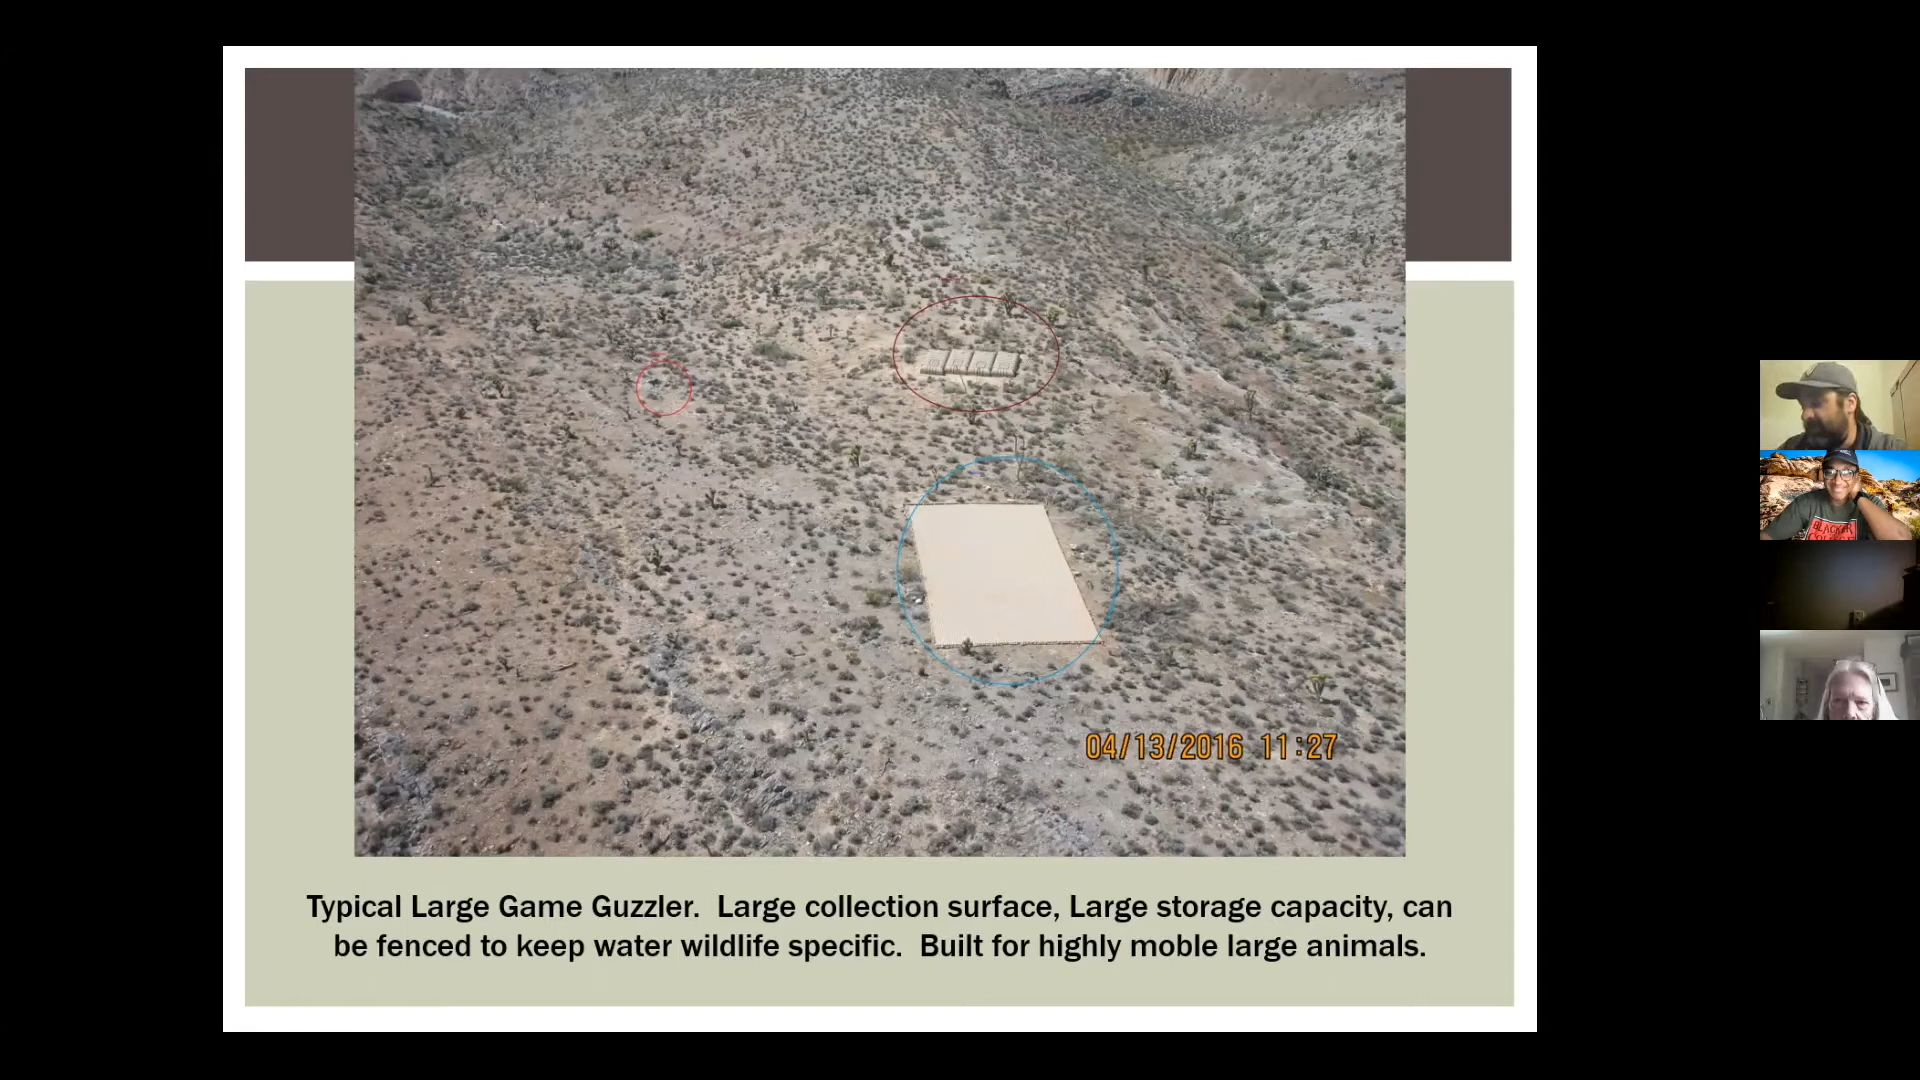 04/13/2016 11:27
Typical Large Game Guzzler. Large collection surface, Large storage capacity, can
be fenced to keep water wildlife specific. Built for highly moble large animals.
BLACK